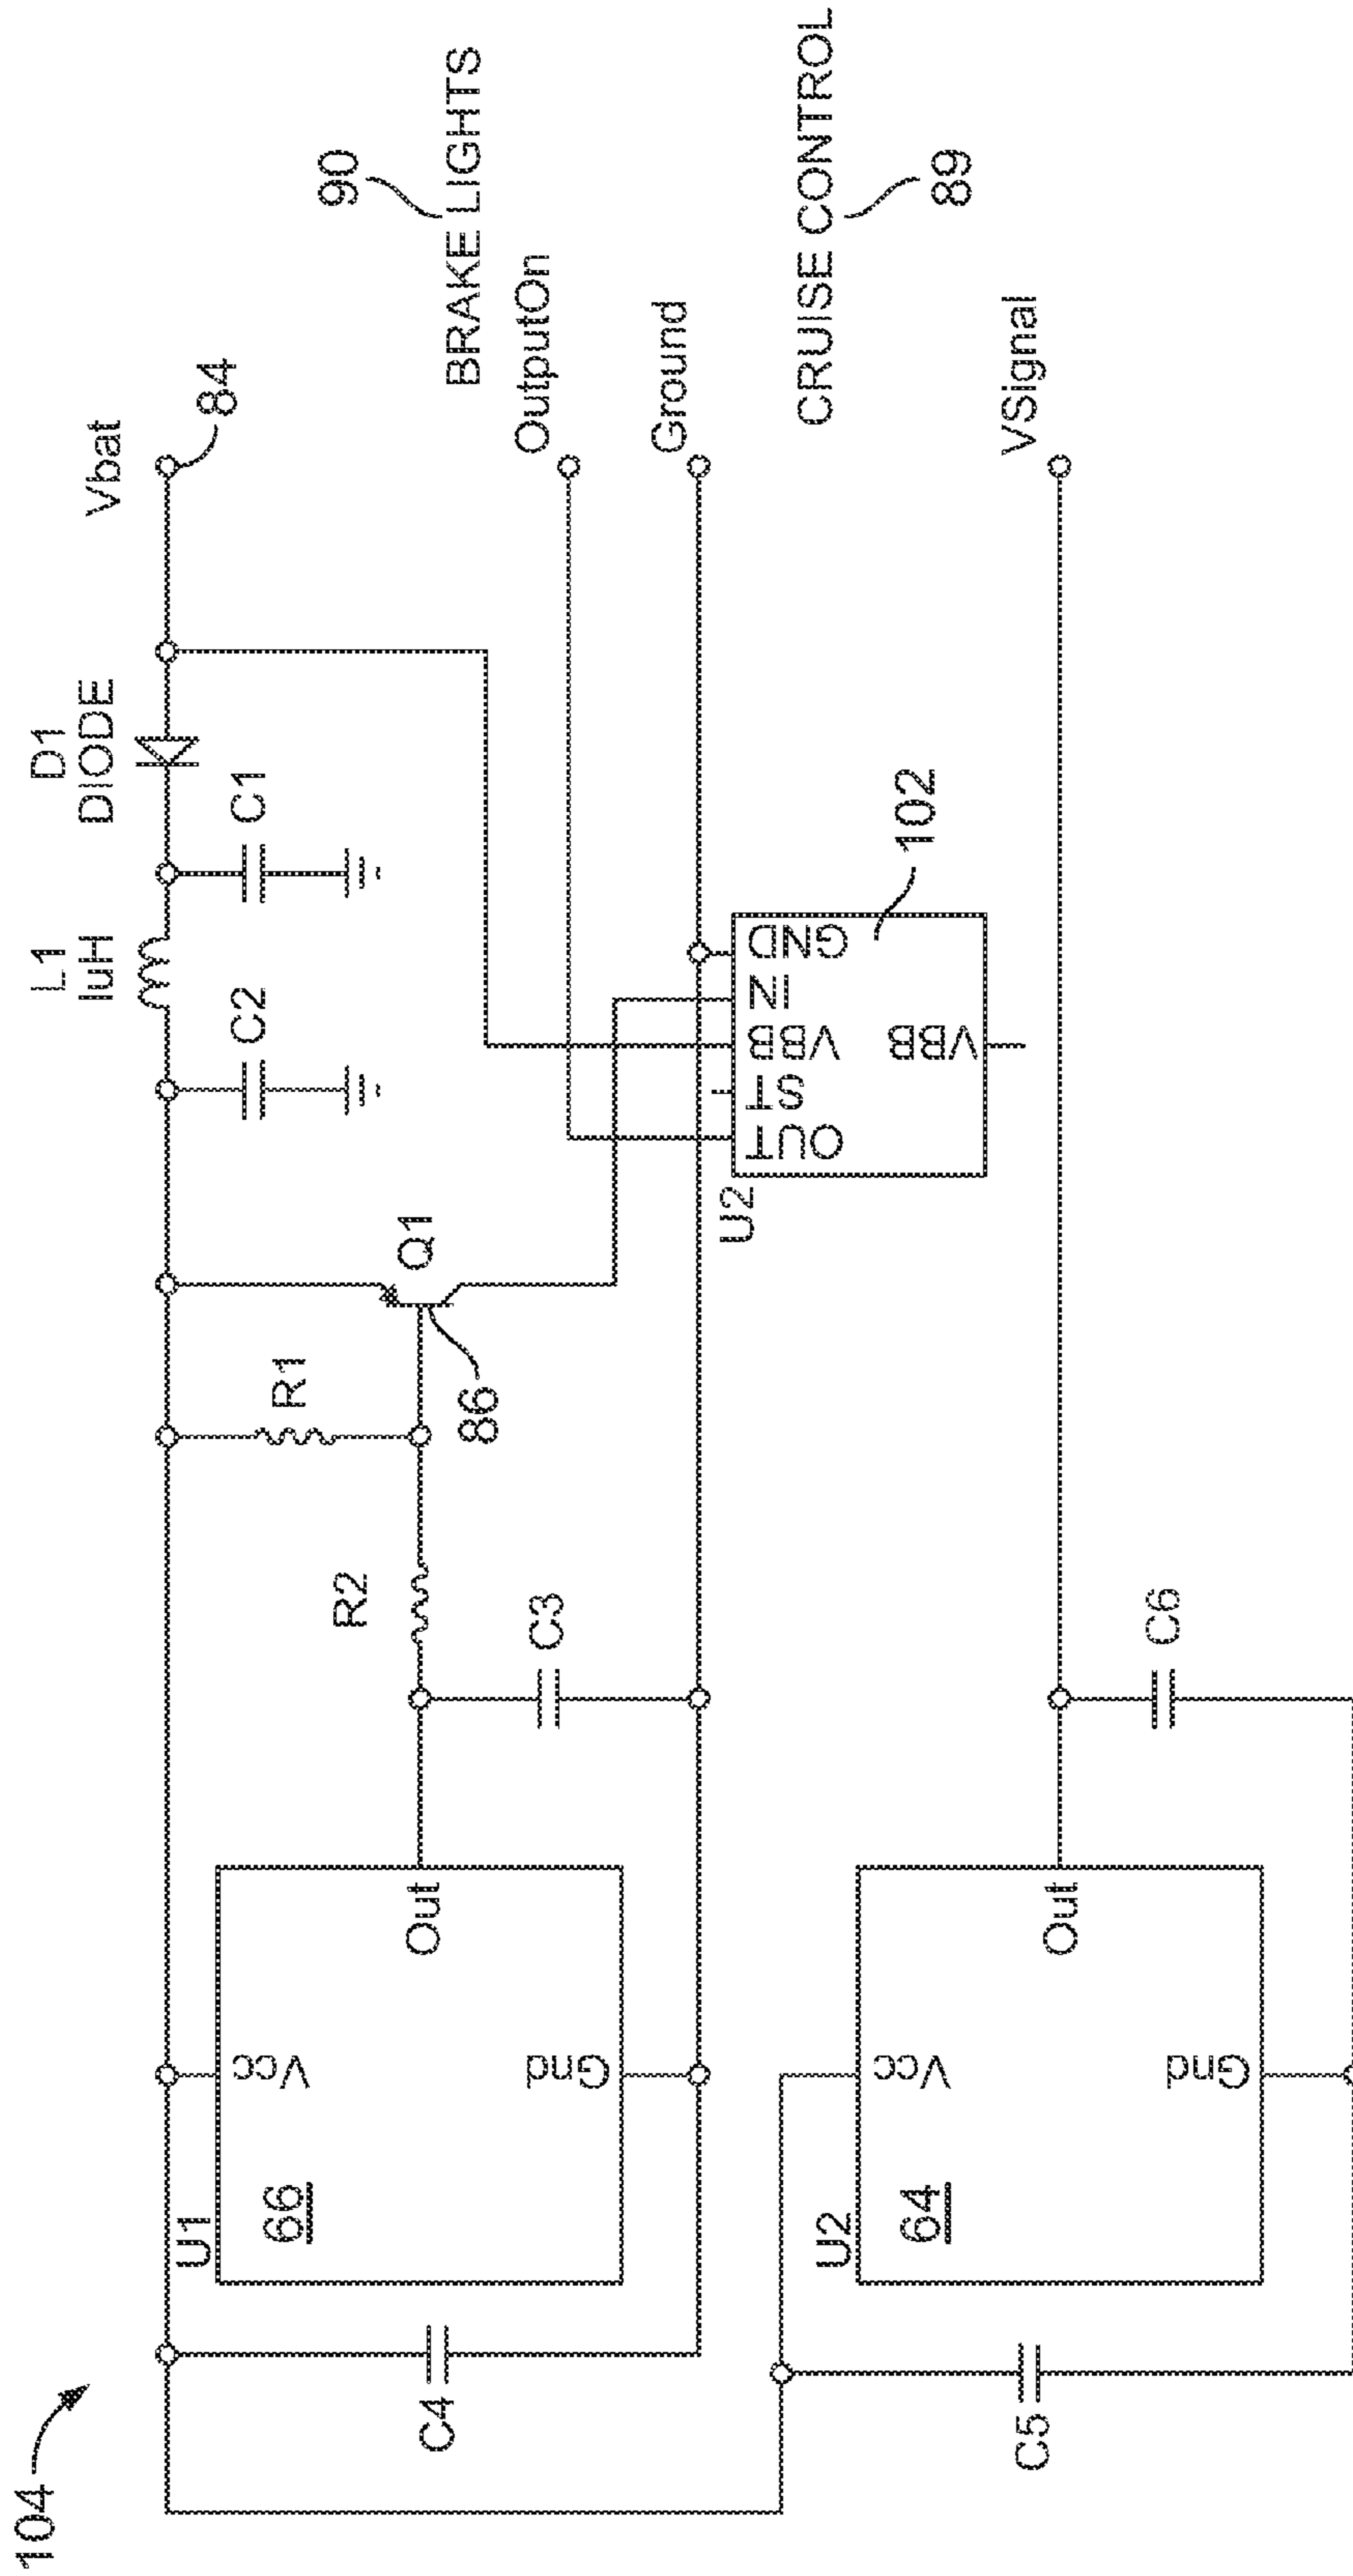 104
Vbat
84
D1
DIODE
C1
L1
IuH
C2
90
BRAKE LIGHTS
OutputOn
Ground
CRUISE CONTROL
89
VSignal
Q1
86
R1
R2
C3
U2
102
GND
IN
VBB
ST
OUT
VBB
U1
66
Vcc
Out
Gnd
C4
U2
64
Vcc
Out
Gnd
C5
C6